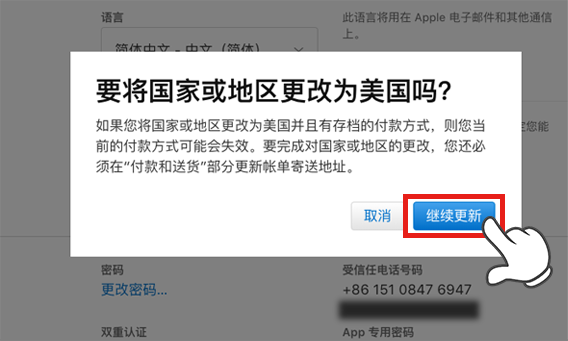 语言
此语言将用在 Apple 电子邮件和其他通信
上。
简体中文 - 中文（简体）
要将国家或地区更改为美国吗?
如果您将国家或地区更改为美国并且有存档的付款方式，则您当
前的付款方式可能会失效。要完成对国家或地区的更改，您还必
须在“付款和送货”部分更新帐单寄送地址。
定您能
取消
继续更新
密码
受信任电话号码
更改密码...
+86 151 0847 6947
双重认证
App 专用密码